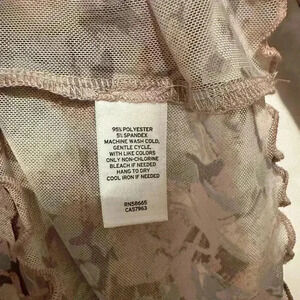 95% POLYESTER
5% SPANDEX
MACHINE WASH COLD,
GENTLE CYCLE,
WITH LIKE COLORS
ONLY NON-CHLORINE
BLEACH IF NEEDED
HANG TO DRY
COOL IRON IF NEEDED
RN58665
CA57963